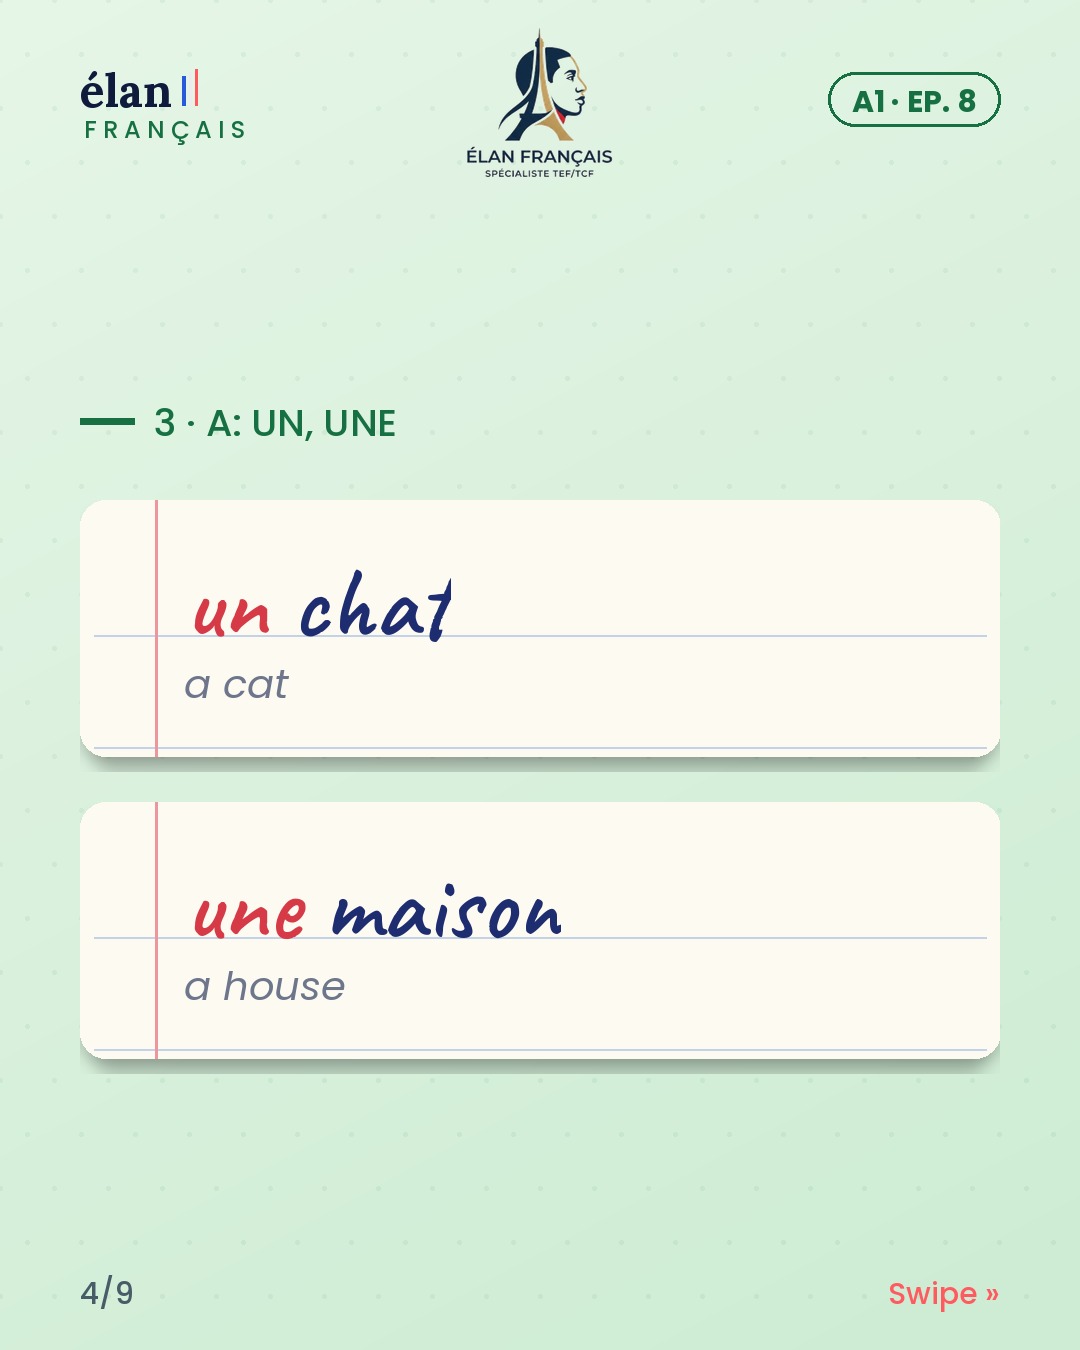 élan
FRANÇAIS
ÉLAN FRANÇAIS
SPÉCIALISTE TEF/TCF
A1 · EP. 8
3 · A: UN, UNE
un chat
a cat
une maison
a house
4/9
Swipe »